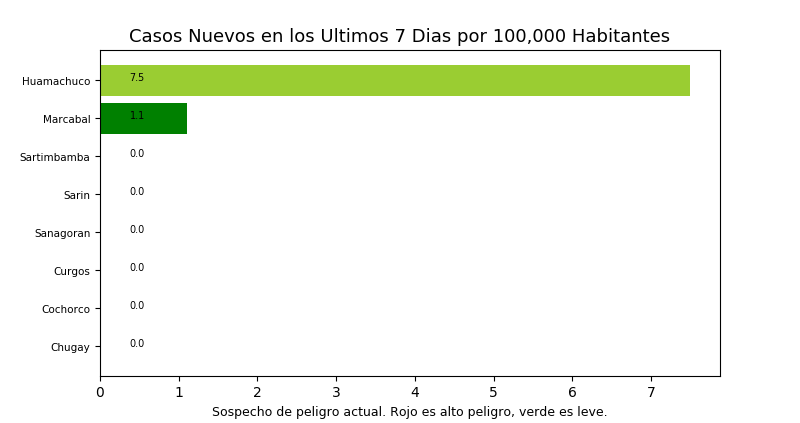 Casos Nuevos en los Ultimos 7 Dias por 100,000 Habitantes
Huamachuco 7.5
Marcabal 1.1
Sartimbamba 0.0
Sarin 0.0
Sanagoran 0.0
Curgos 0.0
Cochorco 0.0
Chugay 0.0
0 1 2 3 4 5 6 7
Sospecho de peligro actual. Rojo es alto peligro, verde es leve.